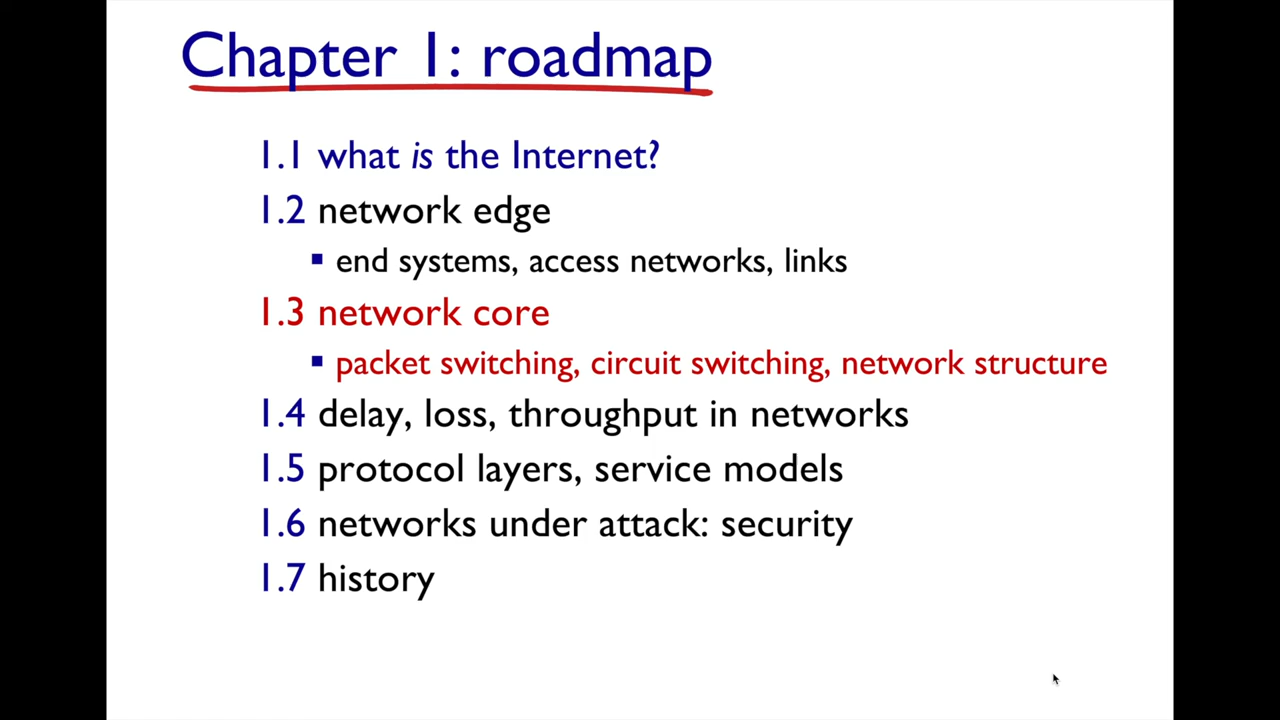 Chapter 1: roadmap
1.1 what is the Internet?
1.2 network edge
▪ end systems, access networks, links
1.3 network core
▪ packet switching, circuit switching, network structure
1.4 delay, loss, throughput in networks
1.5 protocol layers, service models
1.6 networks under attack: security
1.7 history